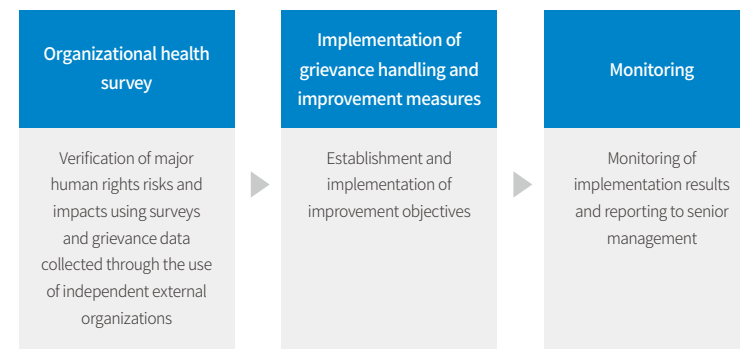 Organizational health
survey
Verification of major
human rights risks and
impacts using surveys
and grievance data
collected through the use
of independent external
organizations
Implementation of
grievance handling and
improvement measures
Establishment and
implementation of
improvement objectives
Monitoring
Monitoring of
implementation results
and reporting to senior
management